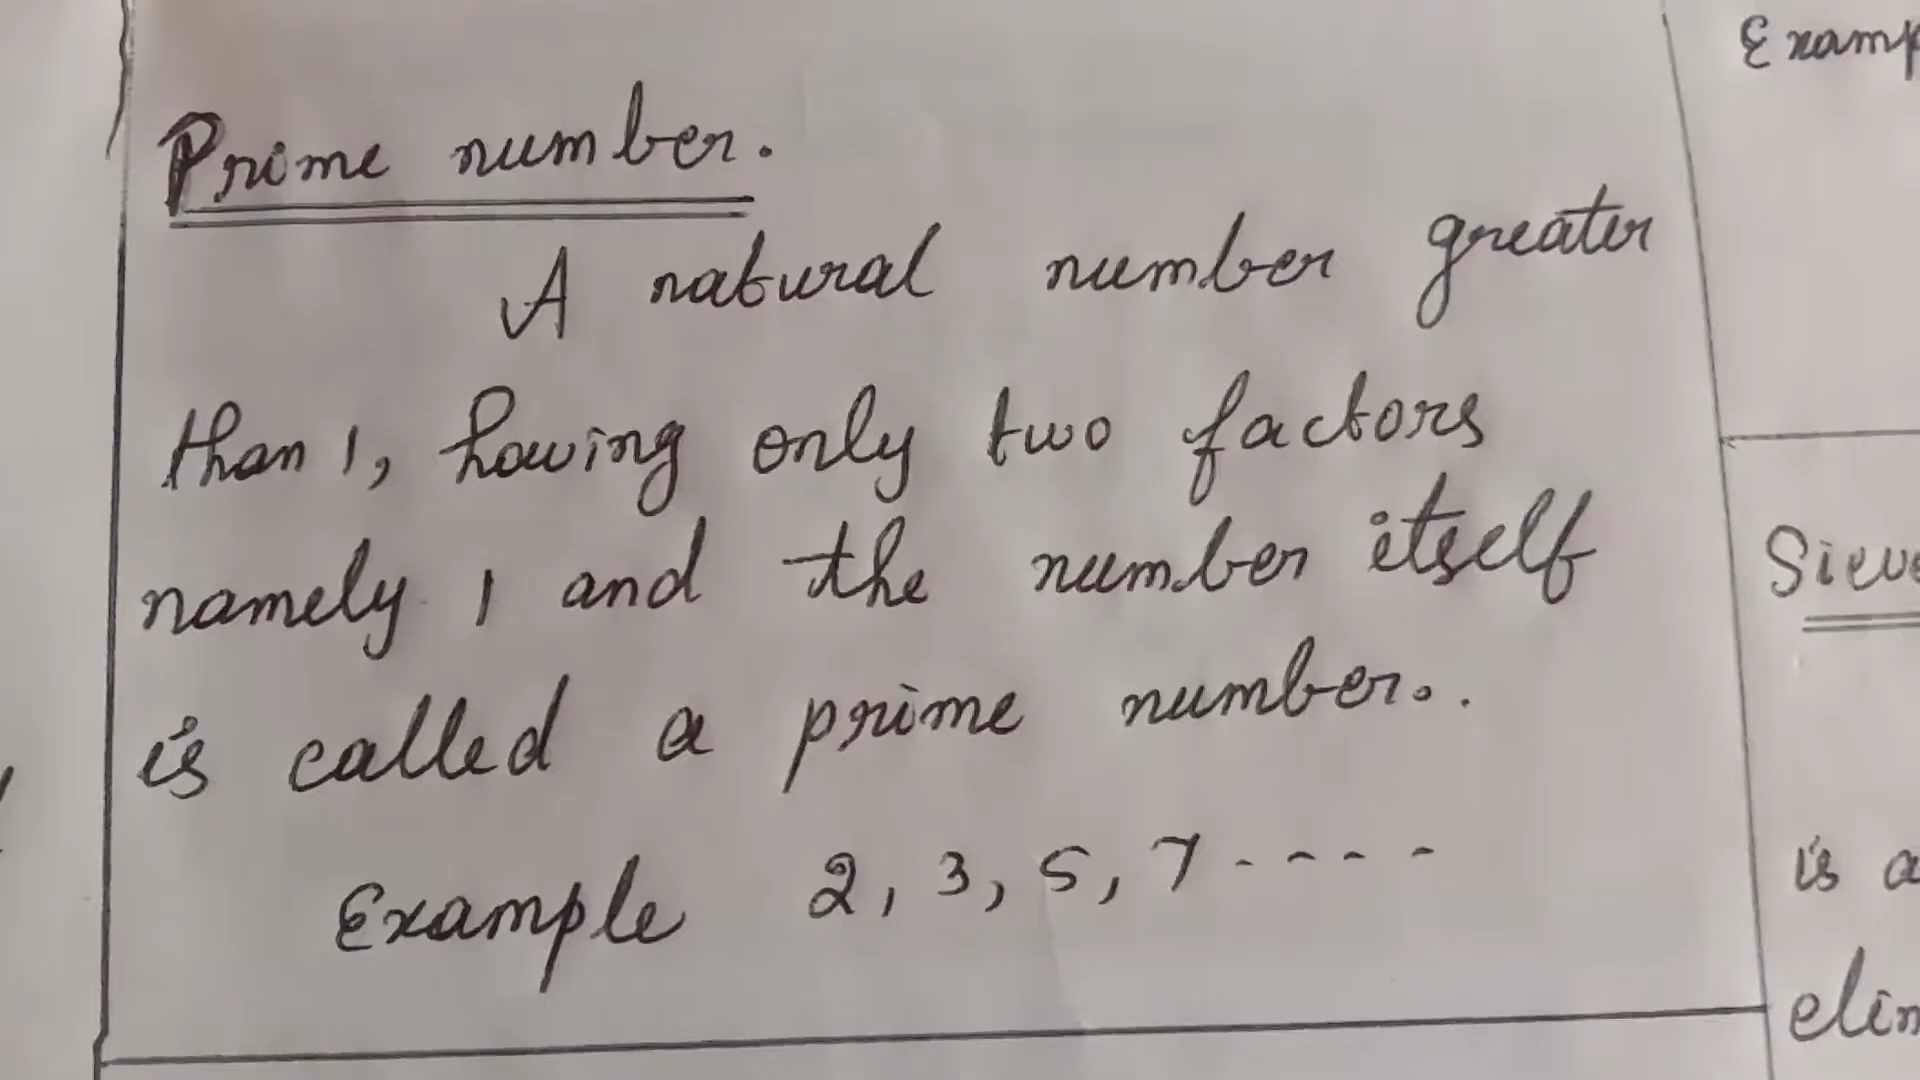 Prime number.
A natural number greater
than 1, having only two factors
namely 1 and the number itself
is called a prime number..
Example 2, 3, 5, 7 - - - -
Examp
Sieve
is a
elim